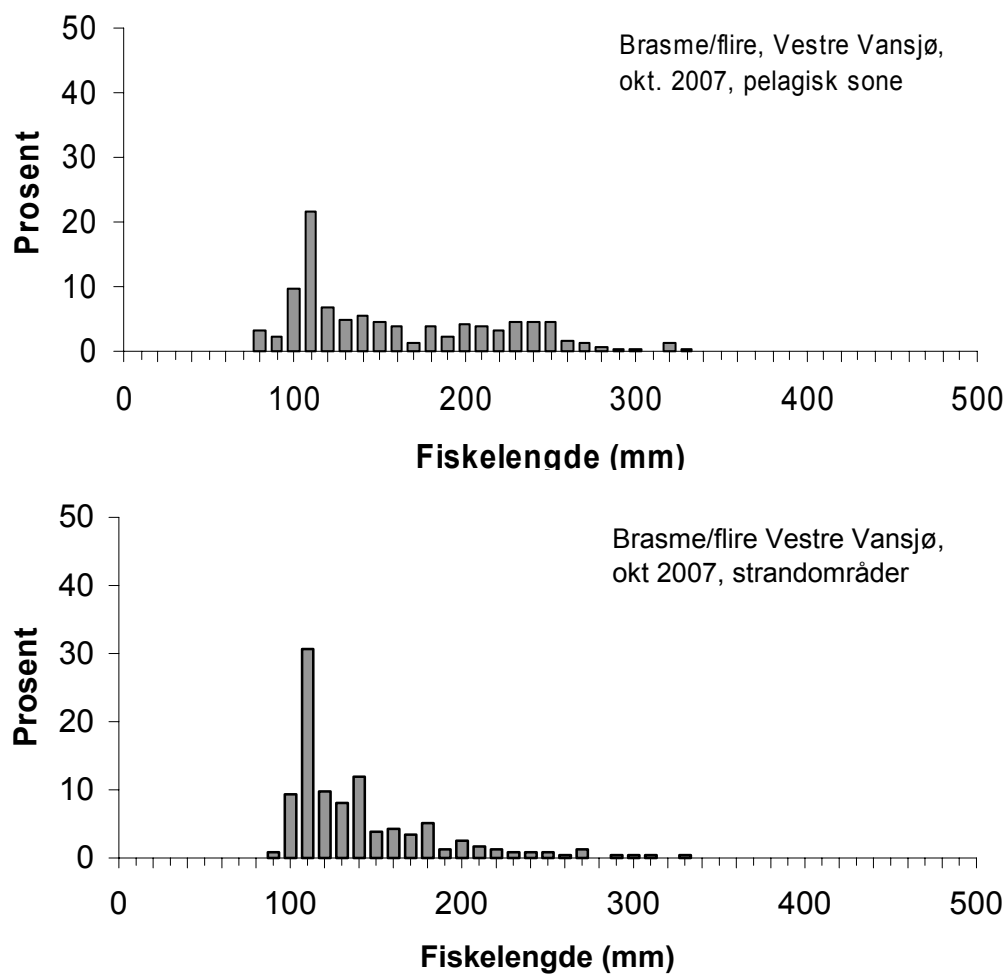 50
Brasme/flire, Vestre Vansjø,
okt. 2007, pelagisk sone
40
30
20
10
0
Prosent
0 100 200 300 400 500
Fiskelengde (mm)
50
Brasme/flire Vestre Vansjø,
okt 2007, strandområder
40
30
20
10
0
Prosent
0 100 200 300 400 500
Fiskelengde (mm)